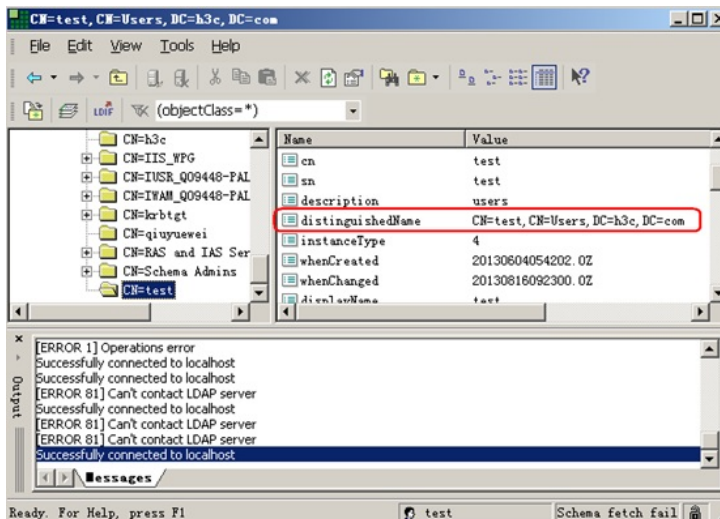 CN=test,CN=Users,DC=h3c,DC=com
File Edit View Tools Help
LDIF (objectClass=*)
CN=h3c
CN=IIS_WPG
CN=IUSR_Q09448-PAL
CN=IWAM_Q09448-PAL
CN=krbtgt
CN=qiuyuewei
CN=RAS and IAS Ser
CN=Schema Admins
CN=test
Name Value
cn test
sn test
description users
distinguishedName CN=test,CN=Users,DC=h3c,DC=com
instanceType 4
whenCreated 20130604054202.0Z
whenChanged 20130816092300.0Z
displayName test
Output
[ERROR 1] Operations error
Successfully connected to localhost
Successfully connected to localhost
[ERROR 81] Can't contact LDAP server
Successfully connected to localhost
[ERROR 81] Can't contact LDAP server
[ERROR 81] Can't contact LDAP server
Successfully connected to localhost
Messages
Ready. For Help, press F1 test Schema fetch fail